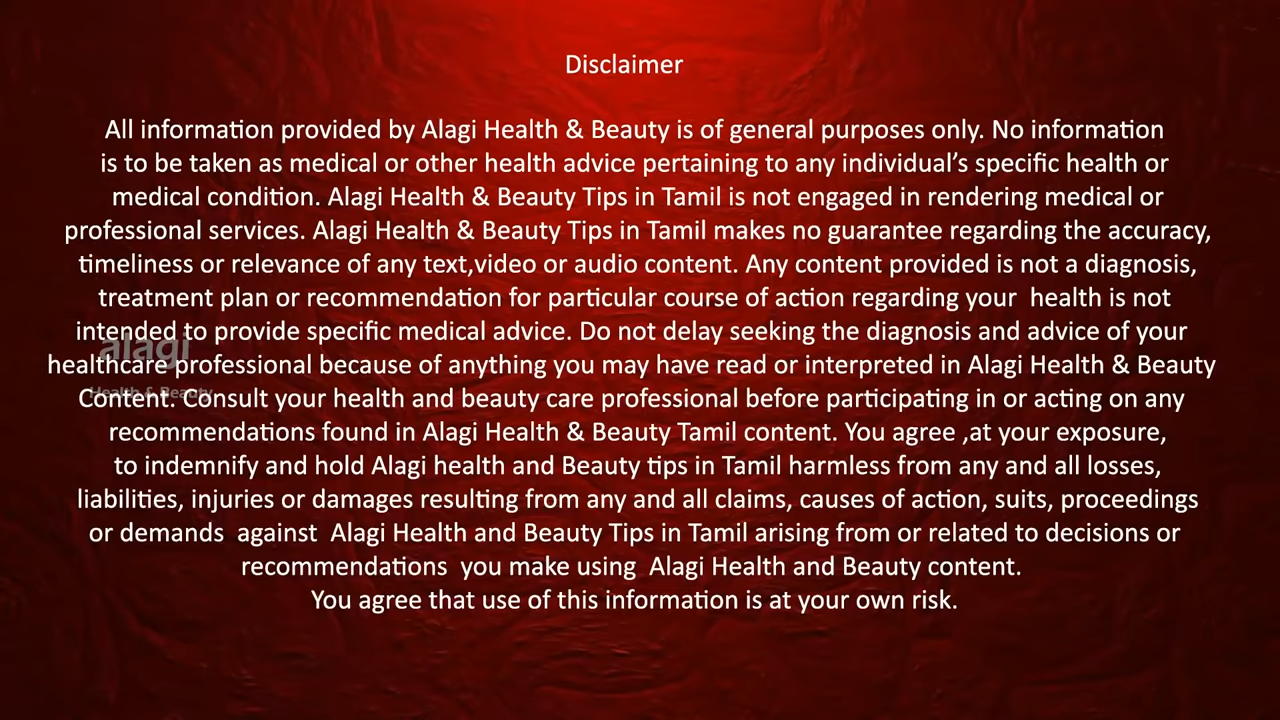 Disclaimer
All information provided by Alagi Health & Beauty is of general purposes only. No information
is to be taken as medical or other health advice pertaining to any individual’s specific health or
medical condition. Alagi Health & Beauty Tips in Tamil is not engaged in rendering medical or
professional services. Alagi Health & Beauty Tips in Tamil makes no guarantee regarding the accuracy,
timeliness or relevance of any text,video or audio content. Any content provided is not a diagnosis,
treatment plan or recommendation for particular course of action regarding your  health is not
intended to provide specific medical advice. Do not delay seeking the diagnosis and advice of your
alagi
healthcare professional because of anything you may have read or interpreted in Alagi Health & Beauty
Health & Beauty
Content. Consult your health and beauty care professional before participating in or acting on any
recommendations found in Alagi Health & Beauty Tamil content. You agree ,at your exposure,
to indemnify and hold Alagi health and Beauty tips in Tamil harmless from any and all losses,
liabilities, injuries or damages resulting from any and all claims, causes of action, suits, proceedings
or demands  against  Alagi Health and Beauty Tips in Tamil arising from or related to decisions or
recommendations  you make using  Alagi Health and Beauty content.
You agree that use of this information is at your own risk.